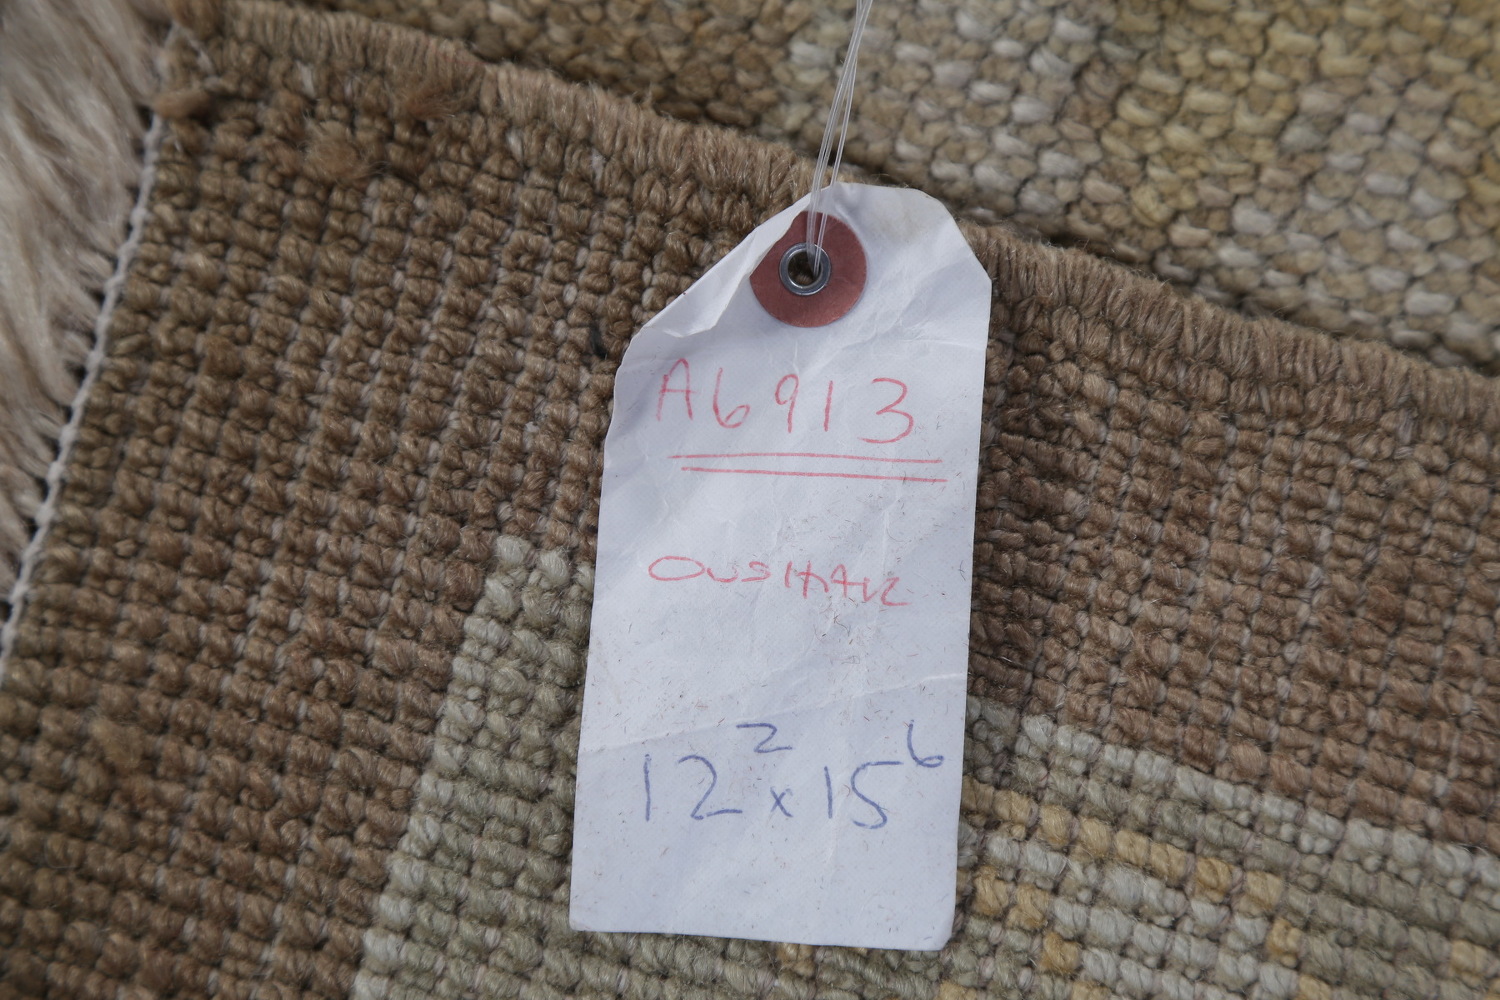 A6913
OUSHAK
12² x 15⁶